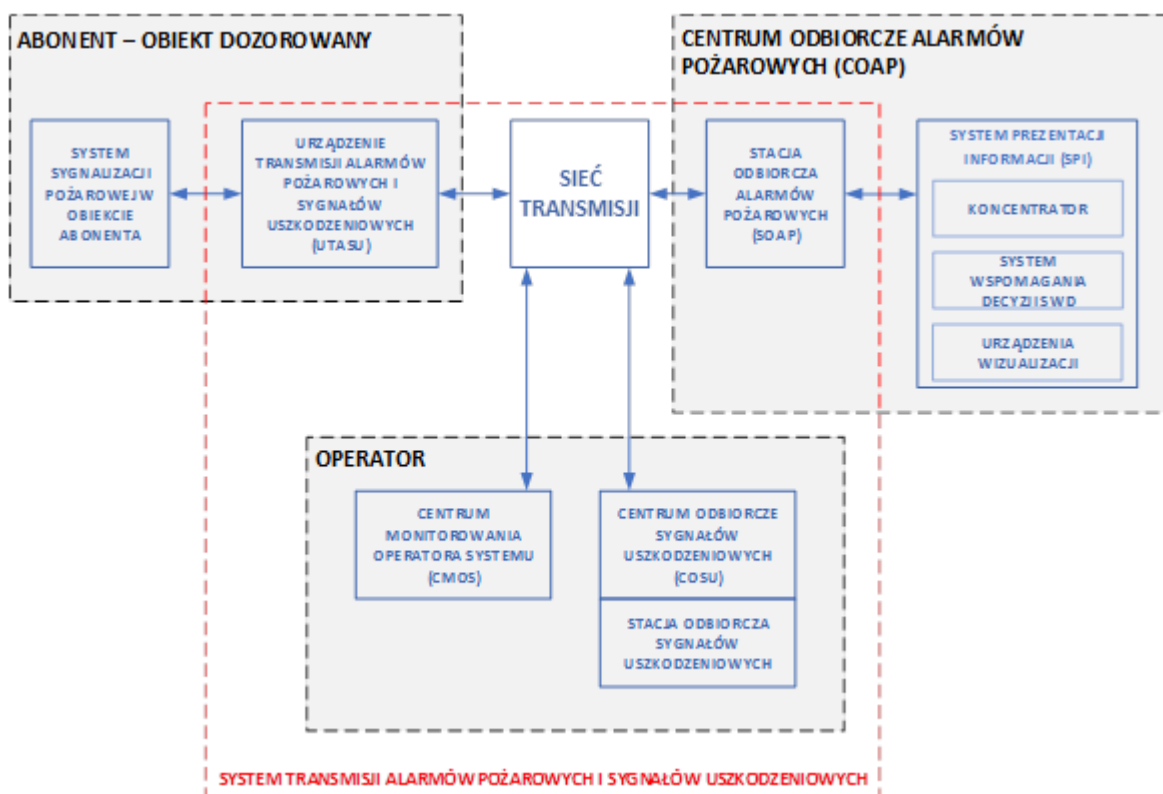 ABONENT – OBIEKT DOZOROWANY
SYSTEM
SYGNALIZACJI
POŻAROWEJ W
OBIEKCIE
ABONENTA
URZĄDZENIE
TRANSMISJI ALARMÓW
POŻAROWYCH I
SYGNAŁÓW
USZKODZENIOWYCH
(UTASU)
SIEĆ
TRANSMISJI
CENTRUM ODBIORCZE ALARMÓW
POŻAROWYCH (COAP)
STACJA
ODBIORCZA
ALARMÓW
POŻAROWYCH
(SOAP)
SYSTEM PREZENTACJI
INFORMACJI (SPI)
KONCENTRATOR
SYSTEM
WSPOMAGANIA
DECYZJI SWD
URZĄDZENIA
WIZUALIZACJI
OPERATOR
CENTRUM
MONITOROWANIA
OPERATORA SYSTEMU
(CMOS)
CENTRUM ODBIORCZE
SYGNAŁÓW
USZKODZENIOWYCH
(COSU)
STACJA ODBIORCZA
SYGNAŁÓW
USZKODZENIOWYCH
SYSTEM TRANSMISJI ALARMÓW POŻAROWYCH I SYGNAŁÓW USZKODZENIOWYCH